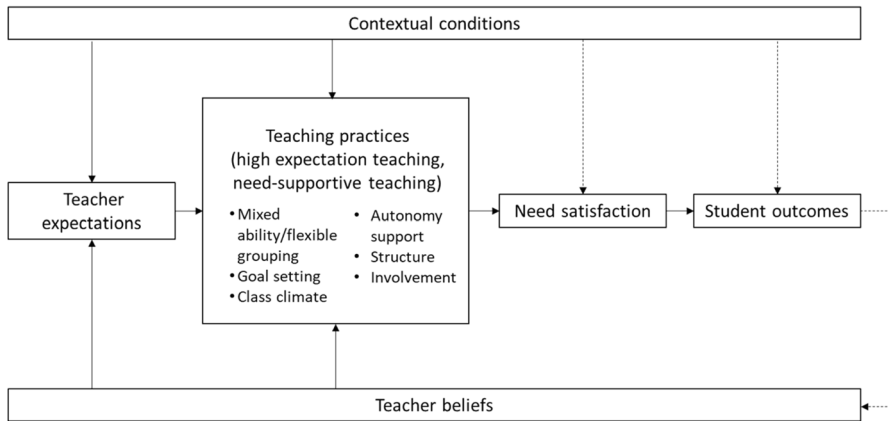 Contextual conditions
Teaching practices
(high expectation teaching,
need-supportive teaching)
• Mixed
ability/flexible
grouping
• Goal setting
• Class climate
• Autonomy
support
• Structure
• Involvement
Teacher
expectations
Need satisfaction
Student outcomes
Teacher beliefs